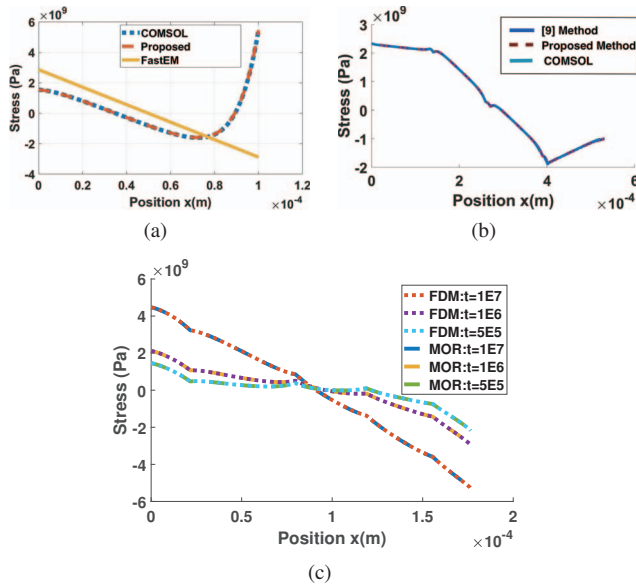 ×10⁹
6
4
2
0
-2
-4
Stress (Pa)
COMSOL
Proposed
FastEM
0 0.2 0.4 0.6 0.8 1 1.2
Position x(m) ×10⁻⁴
(a)
×10⁹
3
2
1
0
-1
-2
Stress (Pa)
[9] Method
Proposed Method
COMSOL
0 2 4 6
Position x(m) ×10⁻⁴
(b)
×10⁹
6
4
2
0
-2
-4
-6
Stress (Pa)
FDM:t=1E7
FDM:t=1E6
FDM:t=5E5
MOR:t=1E7
MOR:t=1E6
MOR:t=5E5
0 0.5 1 1.5 2
Position x(m) ×10⁻⁴
(c)